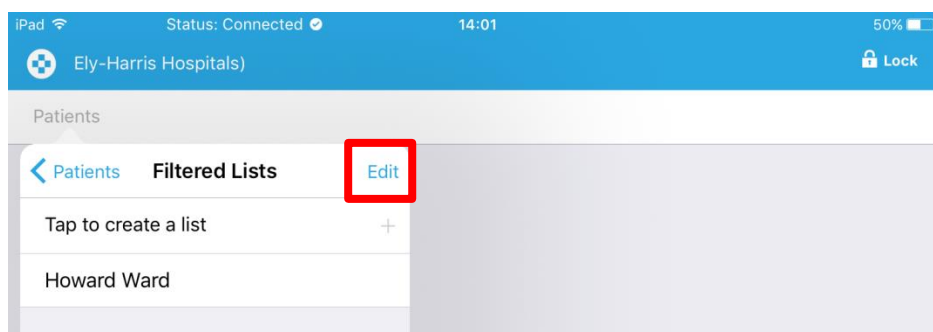 iPad Status: Connected 14:01 50%
Ely-Harris Hospitals) Lock
Patients
Patients Filtered Lists Edit
Tap to create a list +
Howard Ward